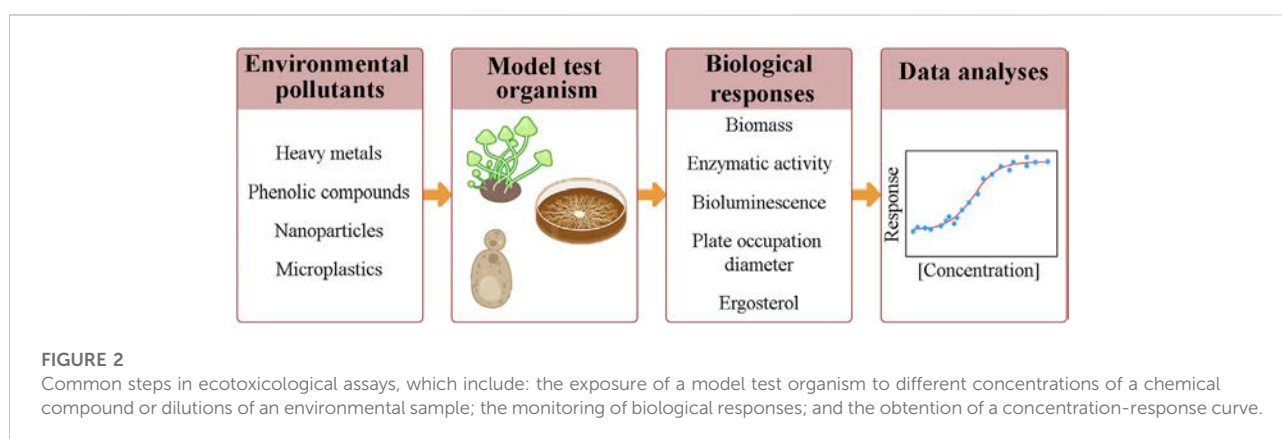 Environmental
pollutants
Heavy metals
Phenolic compounds
Nanoparticles
Microplastics
Model test
organism
Biological
responses
Biomass
Enzymatic activity
Bioluminescence
Plate occupation
diameter
Ergosterol
Data analyses
Response
[Concentration]
FIGURE 2
Common steps in ecotoxicological assays, which include: the exposure of a model test organism to different concentrations of a chemical
compound or dilutions of an environmental sample; the monitoring of biological responses; and the obtention of a concentration-response curve.